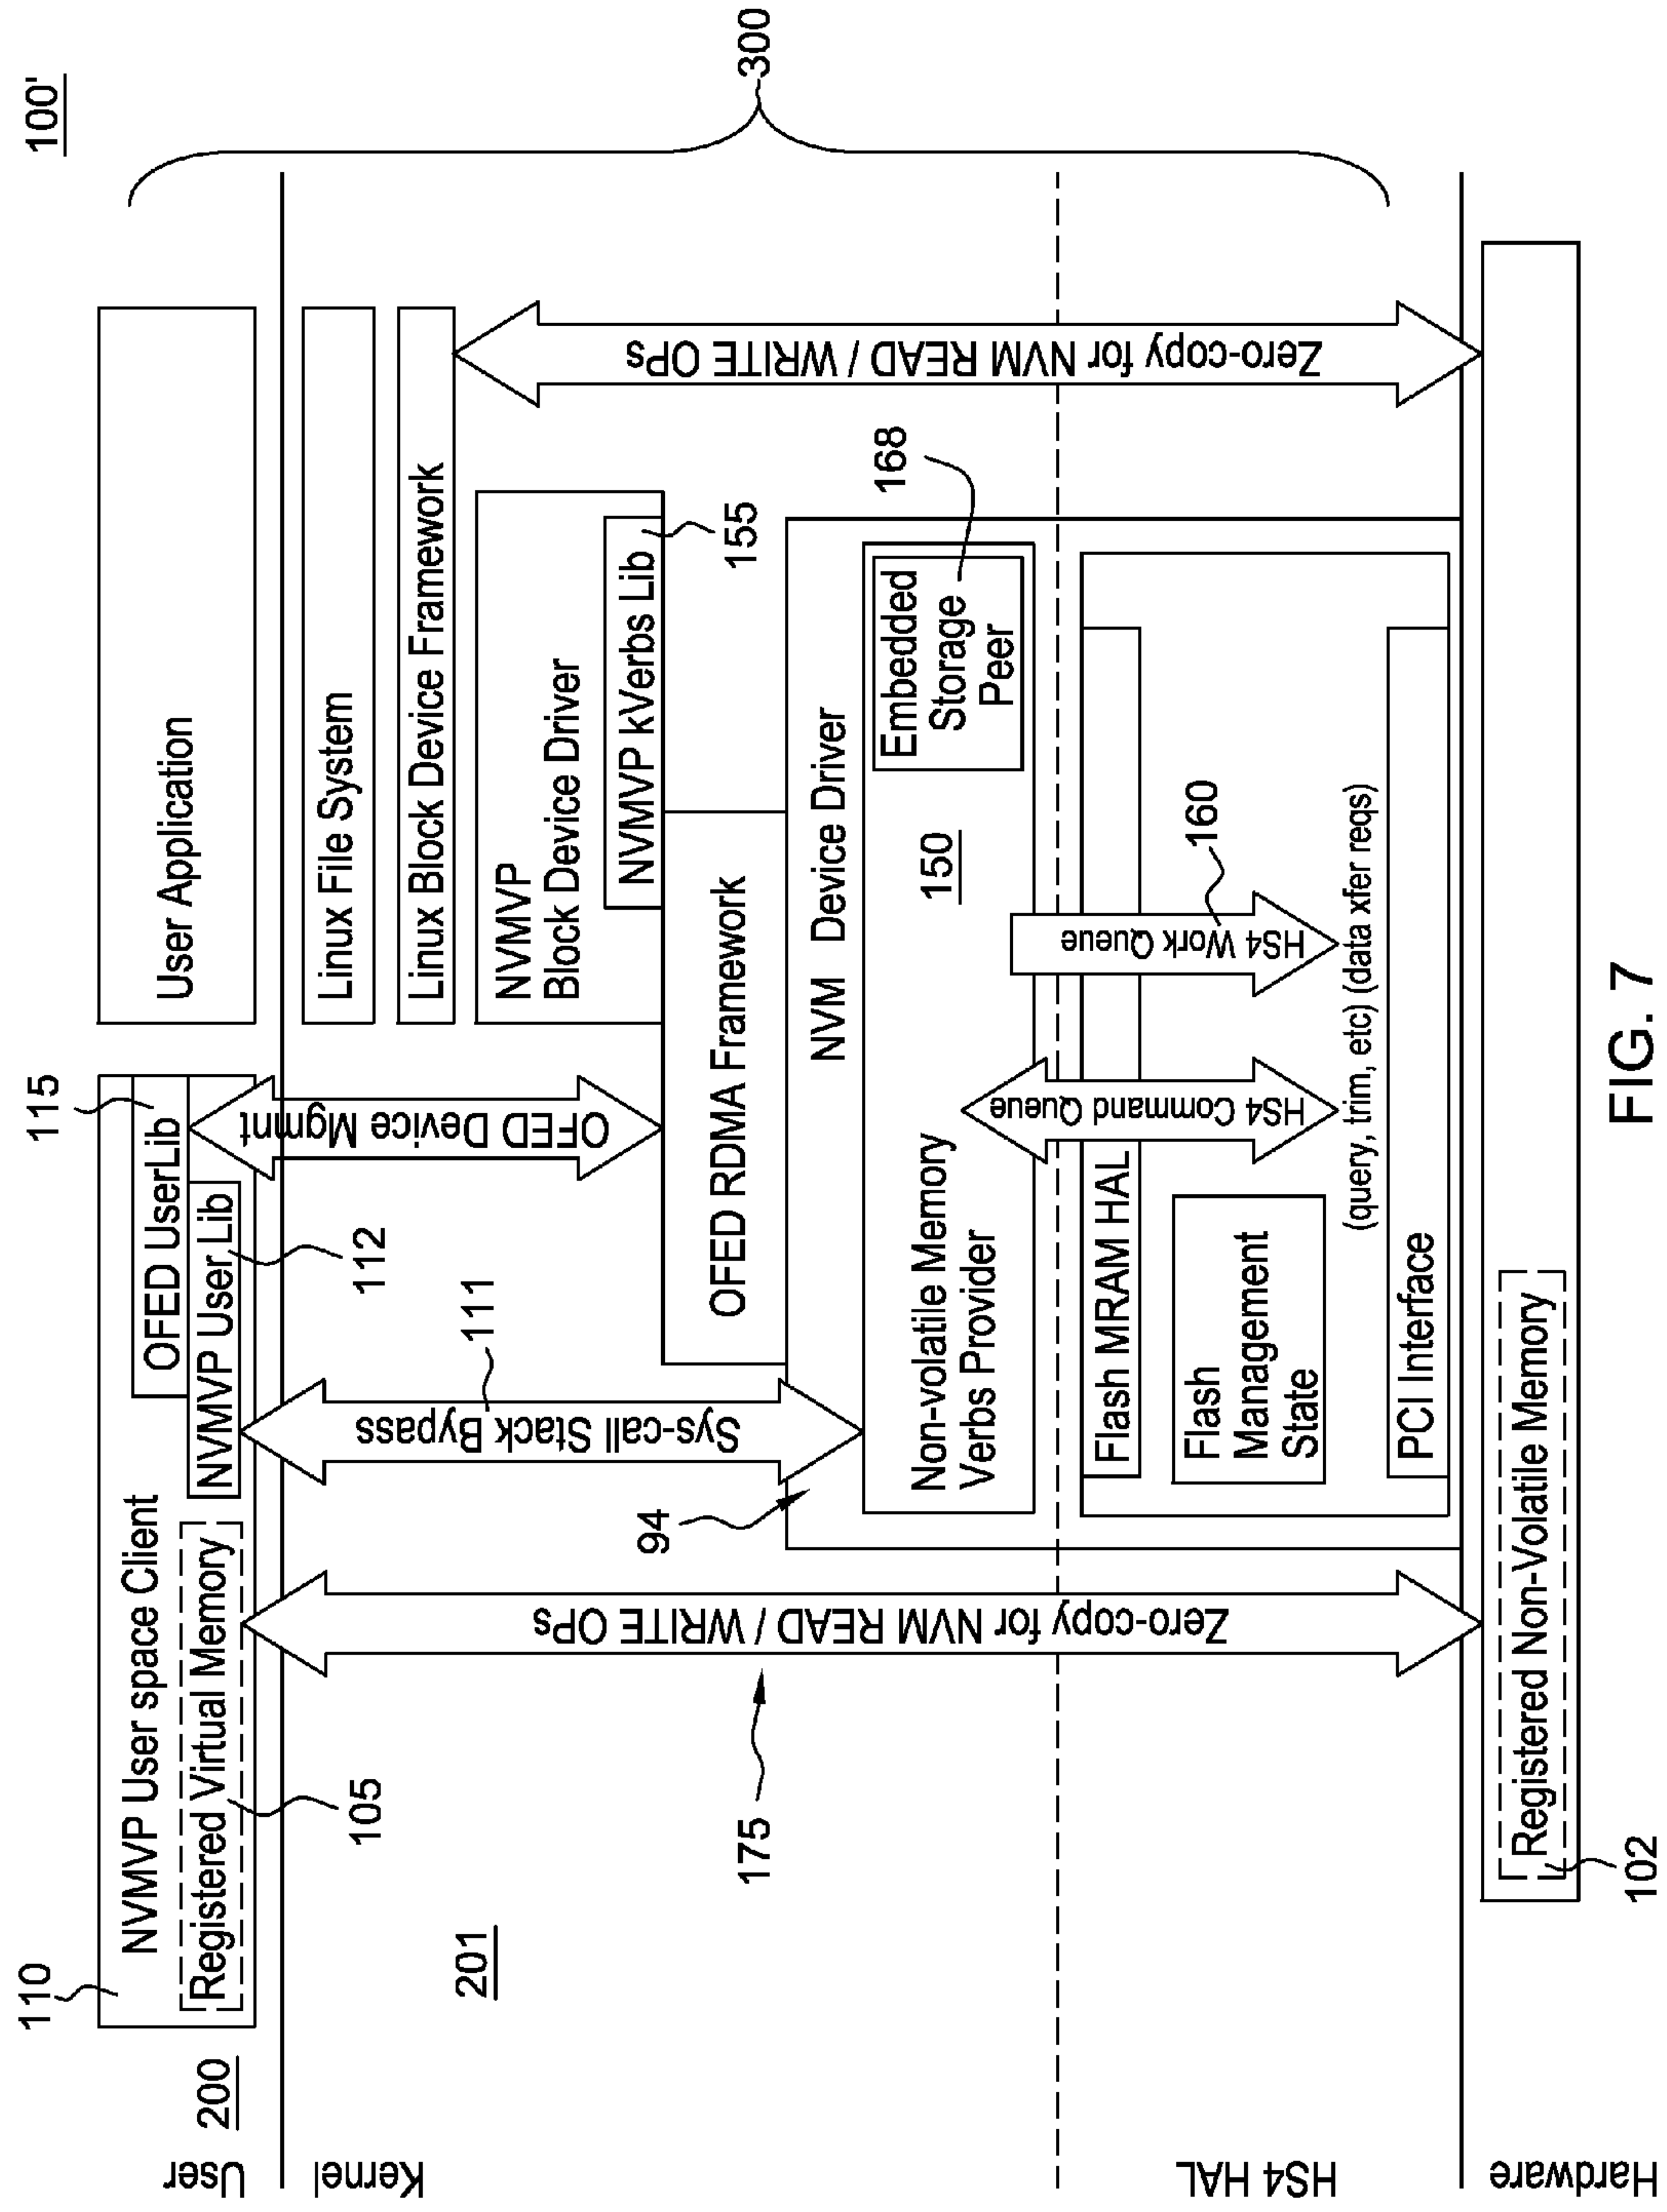 100'
300
110
NVMVP User space Client
Registered Virtual Memory
105
115
OFED UserLib
NVMVP User Lib
112
User Application
User
200
Kernel
201
Linux File System
Linux Block Device Framework
NVMVP
Block Device Driver
NVMVP kVerbs Lib
155
OFED Device Mgmnt
OFED RDMA Framework
Sys-call Stack Bypass
111
94
Zero-copy for NVM READ / WRITE OPs
175
Zero-copy for NVM READ / WRITE OPs
NVM Device Driver
Non-volatile Memory
Verbs Provider
150
Embedded
Storage
Peer
168
HS4 HAL
Flash MRAM HAL
Flash
Management
State
HS4 Command Queue
HS4 Work Queue
160
(query, trim, etc) (data xfer reqs)
PCI Interface
Hardware
Registered Non-Volatile Memory
102
FIG. 7